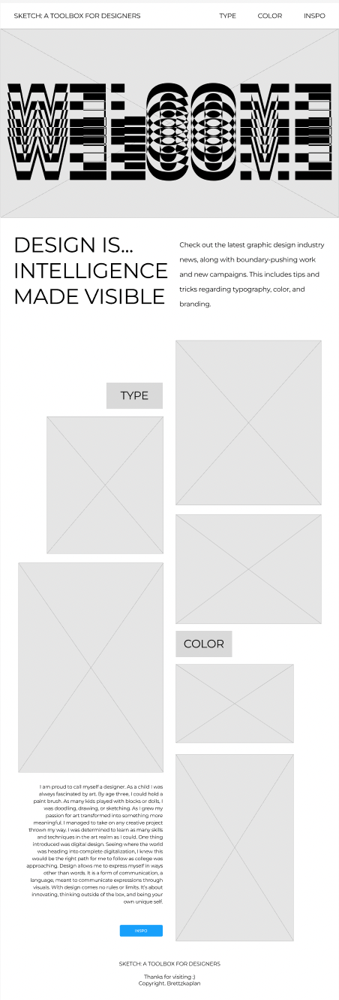 SKETCH: A TOOLBOX FOR DESIGNERS
TYPE COLOR INSPO
WELCOME
DESIGN IS...
INTELLIGENCE
MADE VISIBLE
Check out the latest graphic design industry
news, along with boundary-pushing work
and new campaigns. This includes tips and
tricks regarding typography, color, and
branding.
TYPE
COLOR
I am proud to call myself a designer. As a child I was
always fascinated by art. By age three, I could hold a
paint brush. As many kids played with blocks or dolls, I
was doodling, drawing, or sketching. As I grew my
passion for art transformed into something more
meaningful. I managed to take on any creative project
thrown my way. I was determined to learn as many skills
and techniques in the art realm as I could. One thing
introduced was digital design. Seeing where the world
was heading into complete digitalization, I knew this
would be the right path for me to follow as college was
approaching. Design allows me to express myself in ways
other than words. It is a form of communication, a
language, meant to communicate expressions through
visuals. With design comes no rules or limits. It's about
innovating, thinking outside of the box, and being your
own unique self.
INSPO
SKETCH: A TOOLBOX FOR DESIGNERS
Thanks for visiting :)
Copyright. Brettzkaplan